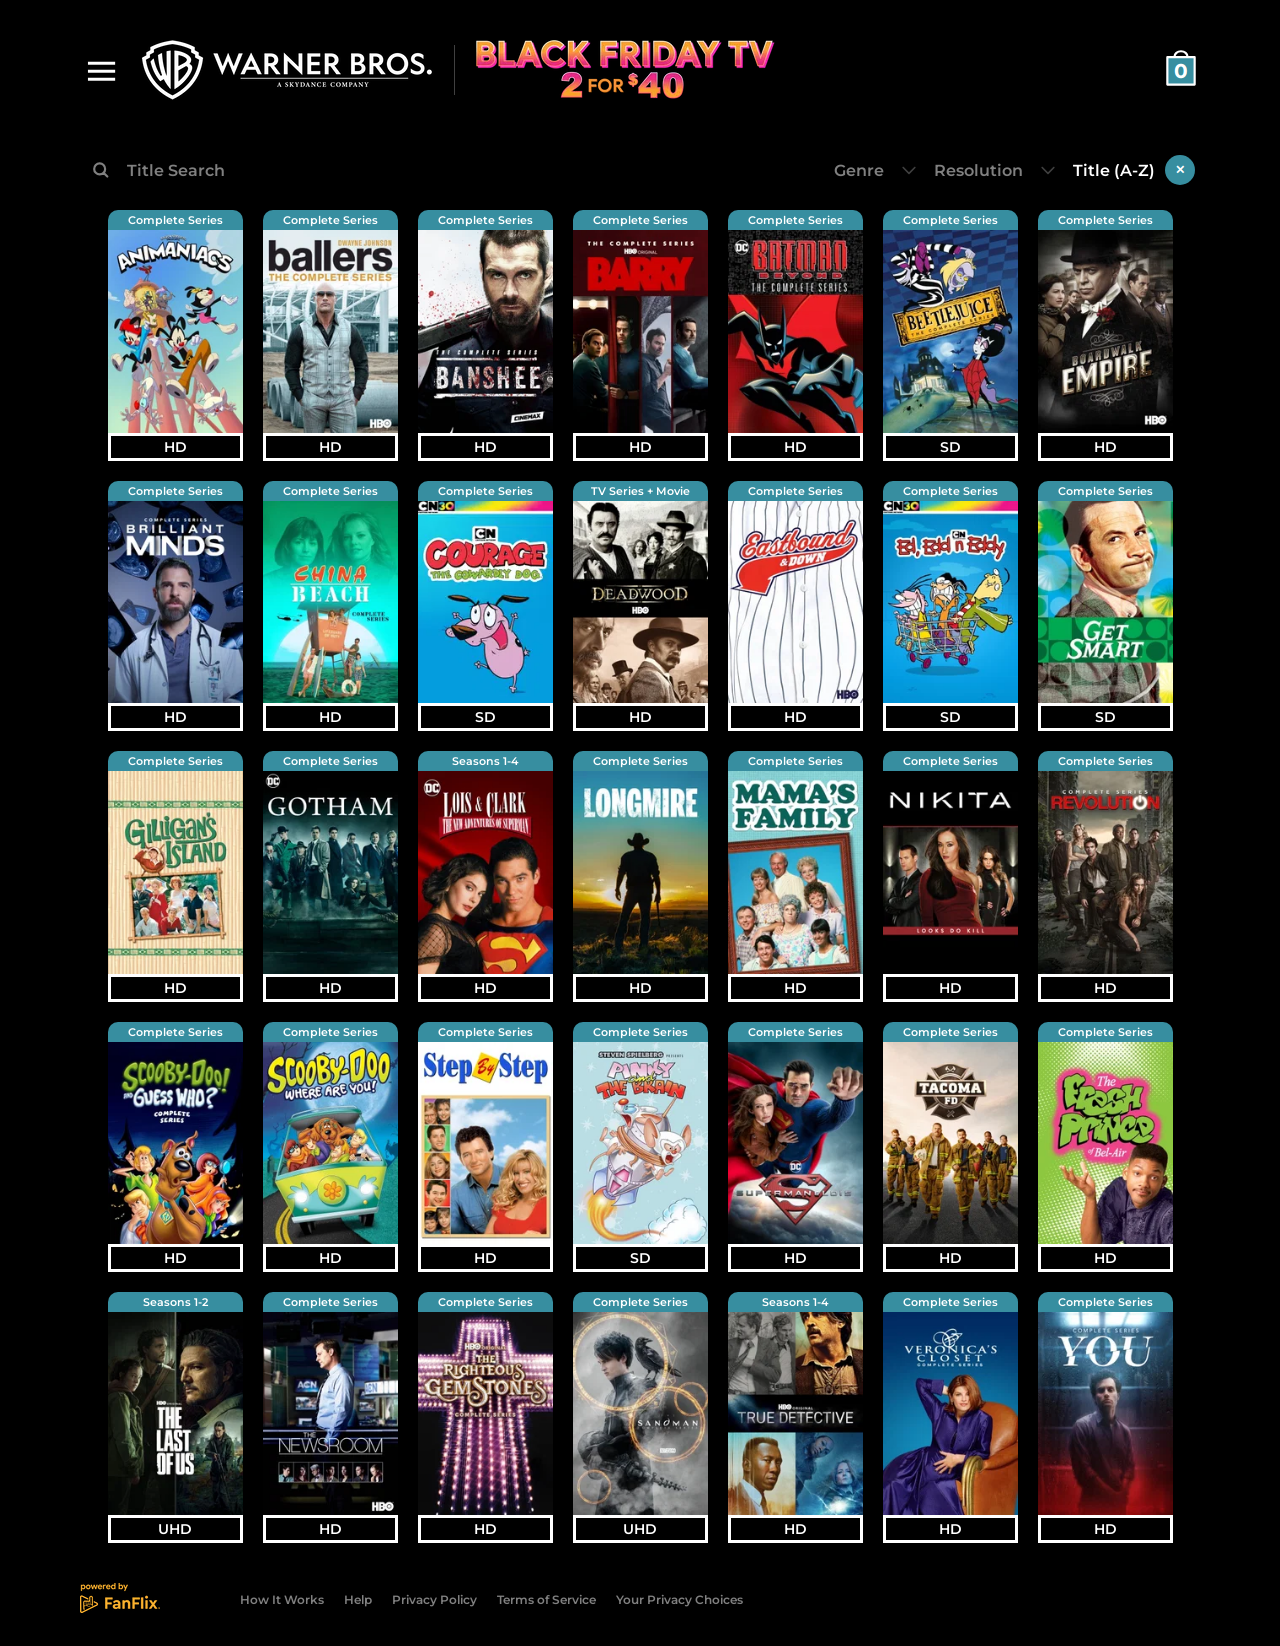 WARNER BROS.
A SKYDANCE COMPANY
BLACK FRIDAY TV
2 FOR $40
0
Title Search
Genre
Resolution
Title (A-Z)
Complete Series
Complete Series
Complete Series
Complete Series
Complete Series
Complete Series
Complete Series
ANIMANIACS
DWAYNE JOHNSON
ballers
THE COMPLETE SERIES
HBO
THE COMPLETE SERIES
BANSHEE
CINEMAX
THE COMPLETE SERIES
HBO ORIGINAL
BARRY
DC
BATMAN
BEYOND
THE COMPLETE SERIES
BEETLEJUICE
THE COMPLETE SERIES
BOARDWALK
EMPIRE
HBO
HD
HD
HD
HD
HD
SD
HD
Complete Series
Complete Series
Complete Series
TV Series + Movie
Complete Series
Complete Series
Complete Series
COMPLETE SERIES
BRILLIANT
MINDS
CHINA
BEACH
COMPLETE
SERIES
CN30
CN
COURAGE
THE COWARDLY DOG
DEADWOOD
HBO
Eastbound
& DOWN
HBO
CN30
CN
Ed, Edd n Eddy
GET
SMART
HD
HD
SD
HD
HD
SD
SD
Complete Series
Complete Series
Seasons 1-4
Complete Series
Complete Series
Complete Series
Complete Series
GILLIGAN'S
ISLAND
DC
GOTHAM
DC
LOIS & CLARK
THE NEW ADVENTURES OF SUPERMAN
LONGMIRE
MAMA'S
FAMILY
NIKITA
LOOKS DO KILL
COMPLETE SERIES
REVOLUTION
HD
HD
HD
HD
HD
HD
HD
Complete Series
Complete Series
Complete Series
Complete Series
Complete Series
Complete Series
Complete Series
SCOOBY-DOO!
AND GUESS WHO?
COMPLETE
SERIES
SCOOBY-DOO
WHERE ARE YOU!
Step By Step
STEVEN SPIELBERG PRESENTS
PINKY
and
THE BRAIN
DC
SUPERMAN & LOIS
TACOMA
FD
The
Fresh
Prince
of Bel-Air
HD
HD
HD
SD
HD
HD
HD
Seasons 1-2
Complete Series
Complete Series
Complete Series
Seasons 1-4
Complete Series
Complete Series
HBO ORIGINAL
THE
LAST
OF US
ACN
THE
NEWSROOM
HBO
HBO ORIGINAL
THE
RIGHTEOUS
GEMSTONES
COMPLETE SERIES
SANDMAN
HBO ORIGINAL
TRUE DETECTIVE
VERONICA'S
CLOSET
COMPLETE SERIES
COMPLETE SERIES
YOU
UHD
HD
HD
UHD
HD
HD
HD
powered by
FanFlix
How It Works
Help
Privacy Policy
Terms of Service
Your Privacy Choices